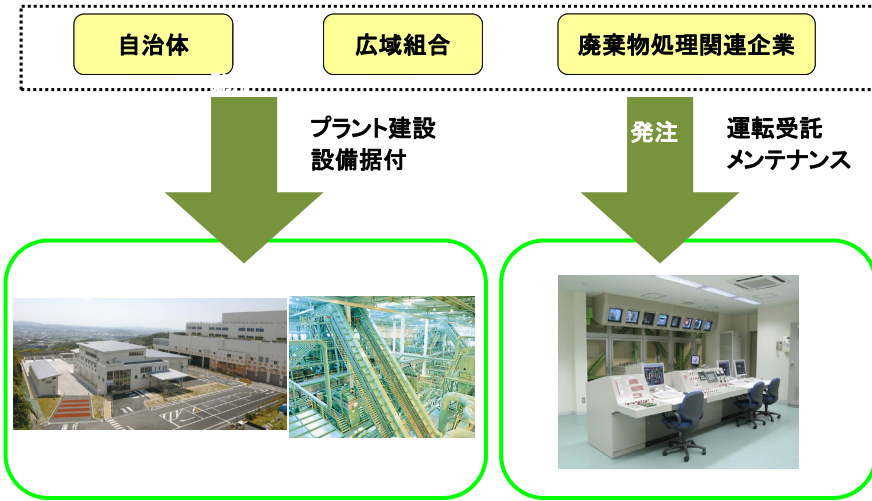 自治体
広域組合
廃棄物処理関連企業
プラント建設
設備据付
発注
運転受託
メンテナンス